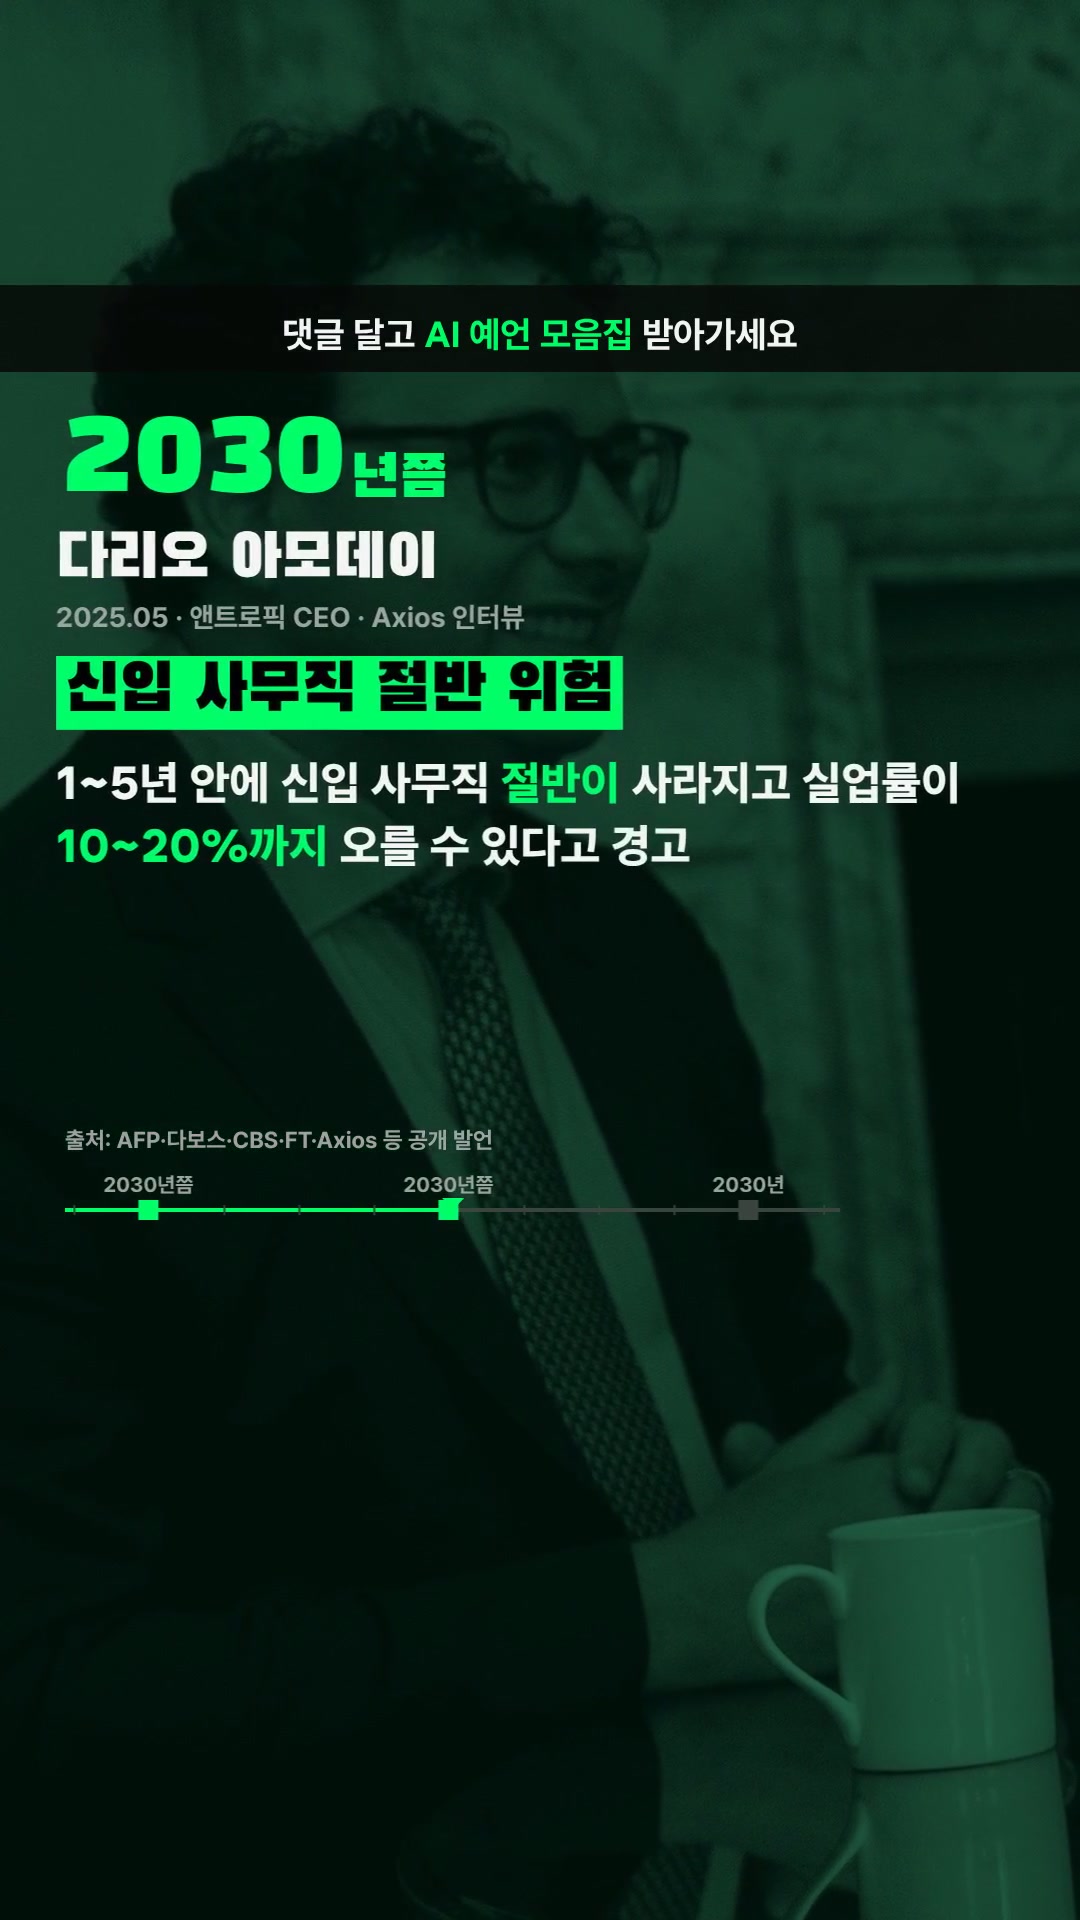 댓글 달고 AI 예언 모음집 받아가세요
2030년쯤
다리오 아모데이
2025.05 · 앤트로픽 CEO · Axios 인터뷰
신입 사무직 절반 위험
1~5년 안에 신입 사무직 절반이 사라지고 실업률이
10~20%까지 오를 수 있다고 경고
출처: AFP·다보스·CBS·FT·Axios 등 공개 발언
2030년쯤 2030년쯤 2030년